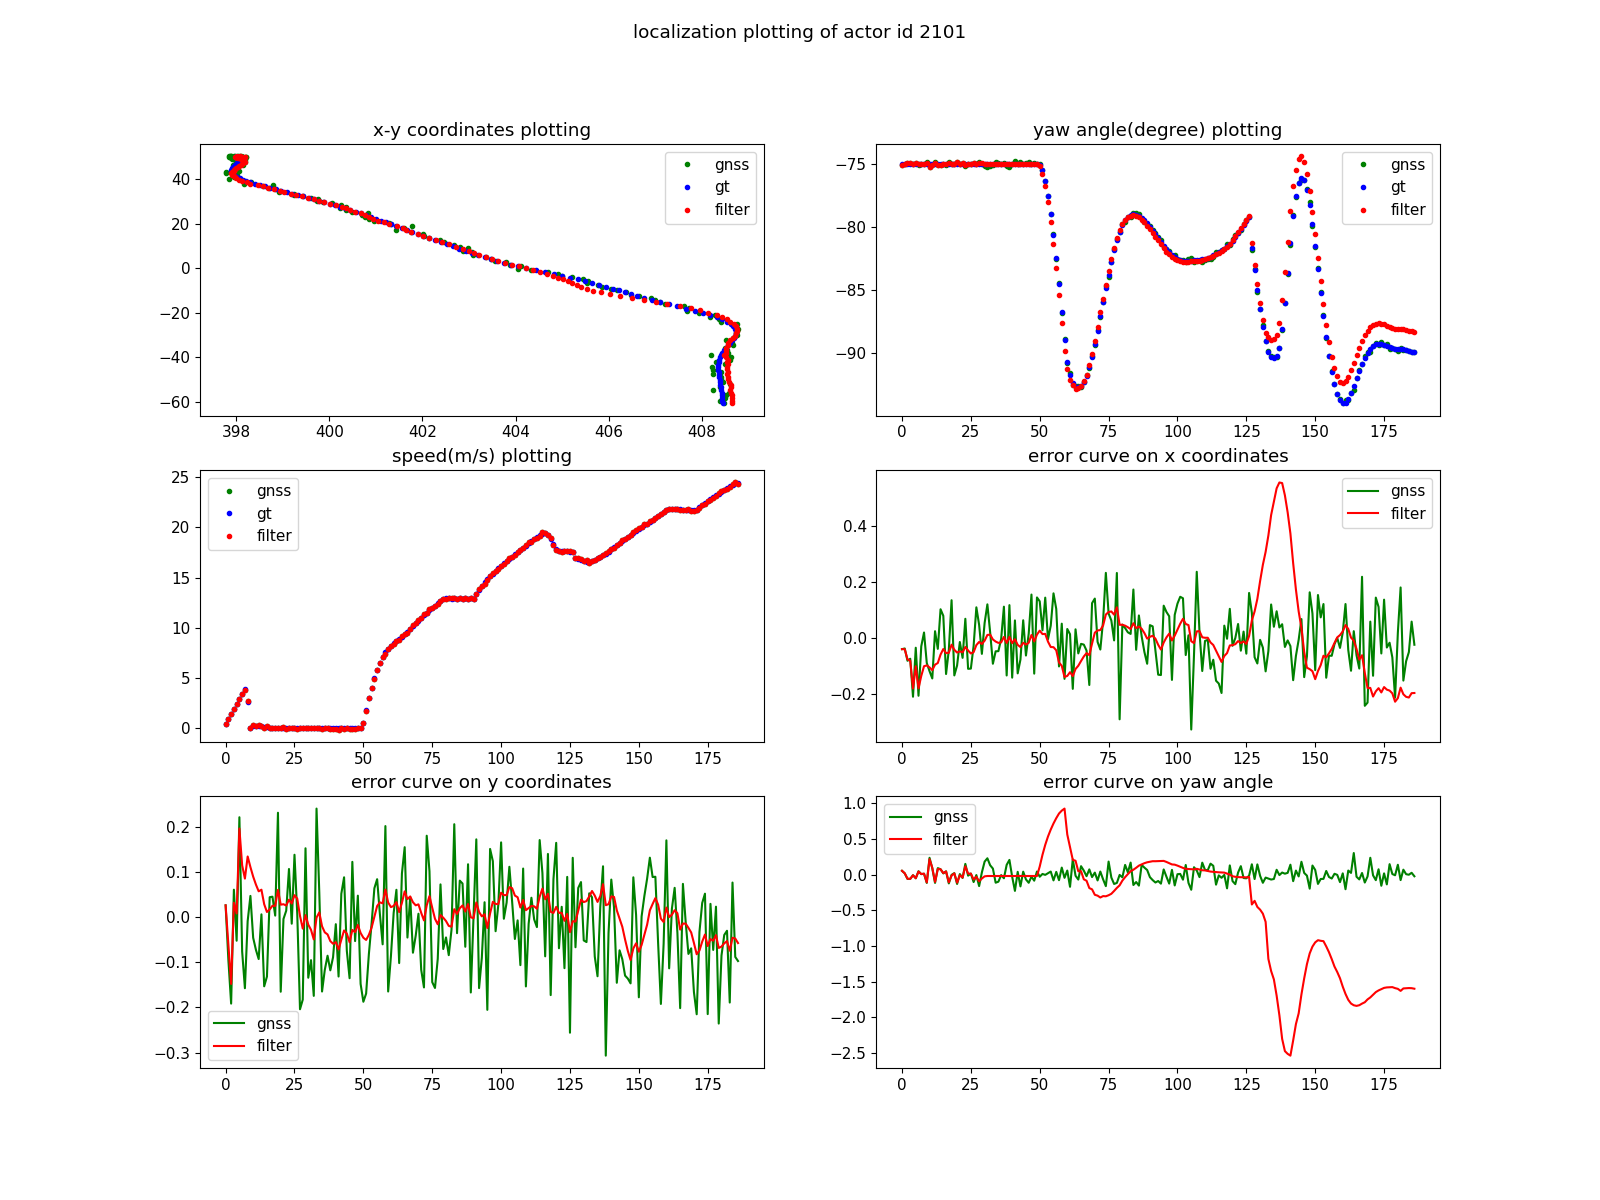 localization plotting of actor id 2101
x-y coordinates plotting
gnss
gt
filter
40
20
0
−20
−40
−60
398 400 402 404 406 408
yaw angle(degree) plotting
gnss
gt
filter
−75
−80
−85
−90
0 25 50 75 100 125 150 175
speed(m/s) plotting
gnss
gt
filter
25
20
15
10
5
0
0 25 50 75 100 125 150 175
error curve on x coordinates
gnss
filter
0.4
0.2
0.0
−0.2
0 25 50 75 100 125 150 175
error curve on y coordinates
0.2
0.1
0.0
−0.1
−0.2
−0.3
gnss
filter
0 25 50 75 100 125 150 175
error curve on yaw angle
gnss
filter
1.0
0.5
0.0
−0.5
−1.0
−1.5
−2.0
−2.5
0 25 50 75 100 125 150 175